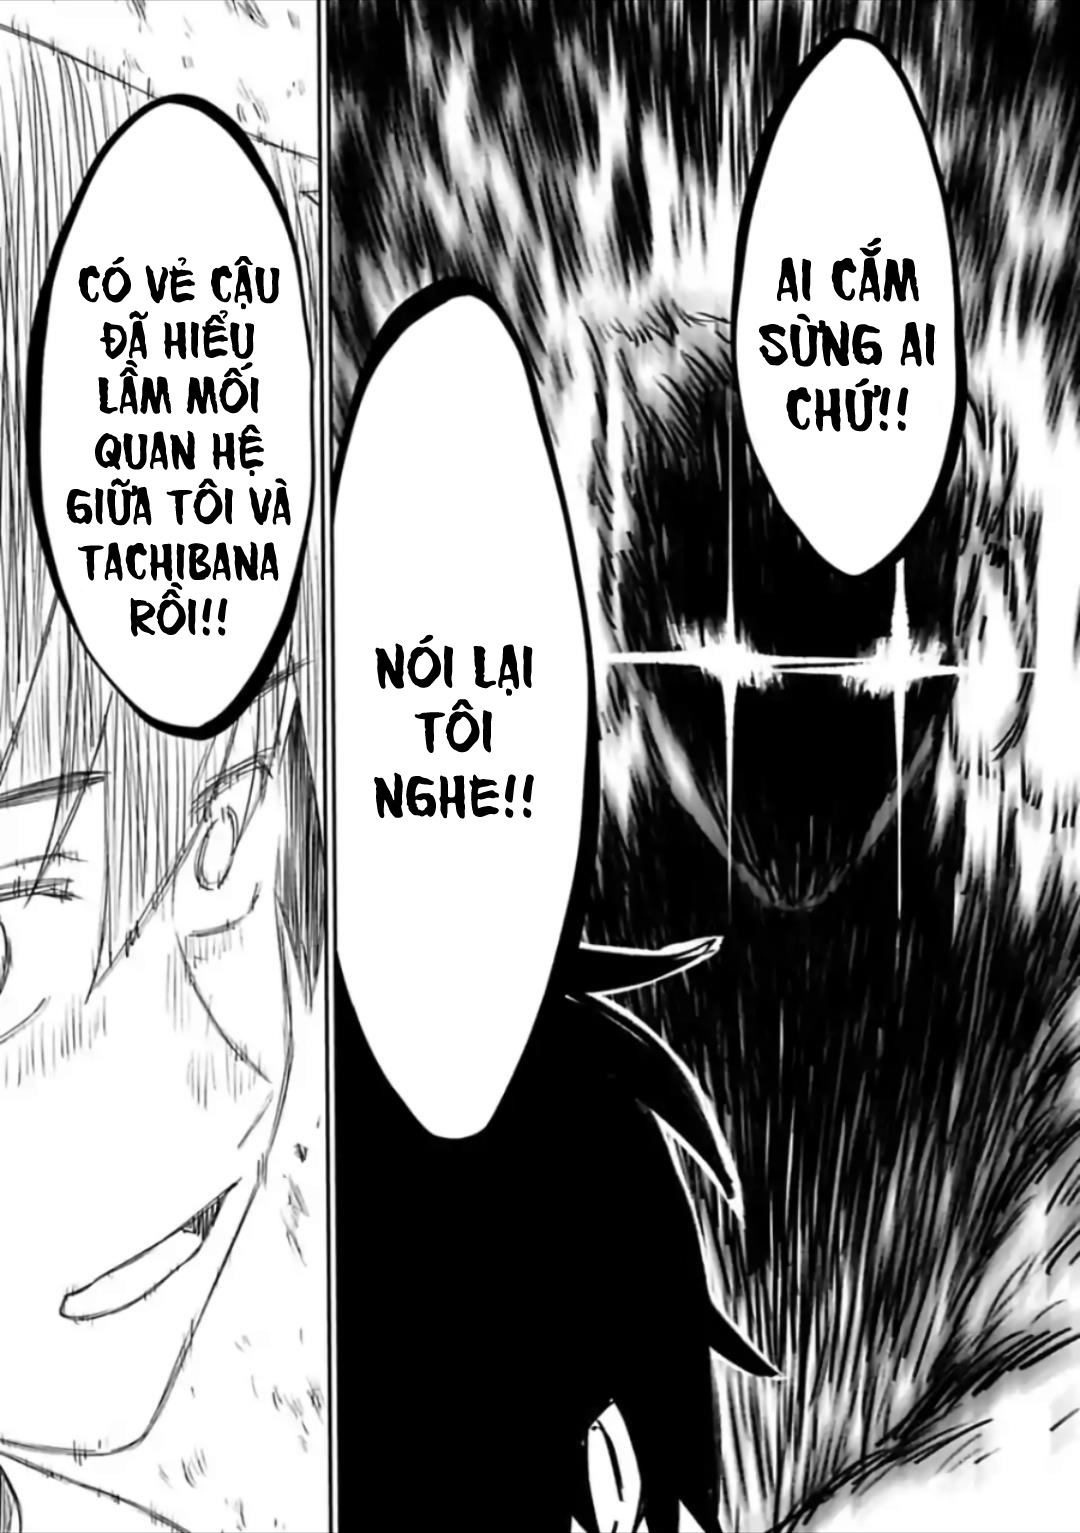 AI CẮM
SỪNG AI
CHỨ!!
NÓI LẠI
TÔI
NGHE!!
CÓ VẺ CẬU
ĐÃ HIỂU
LẦM MỐI
QUAN HỆ
GIỮA TÔI VÀ
TACHIBANA
RỒI!!